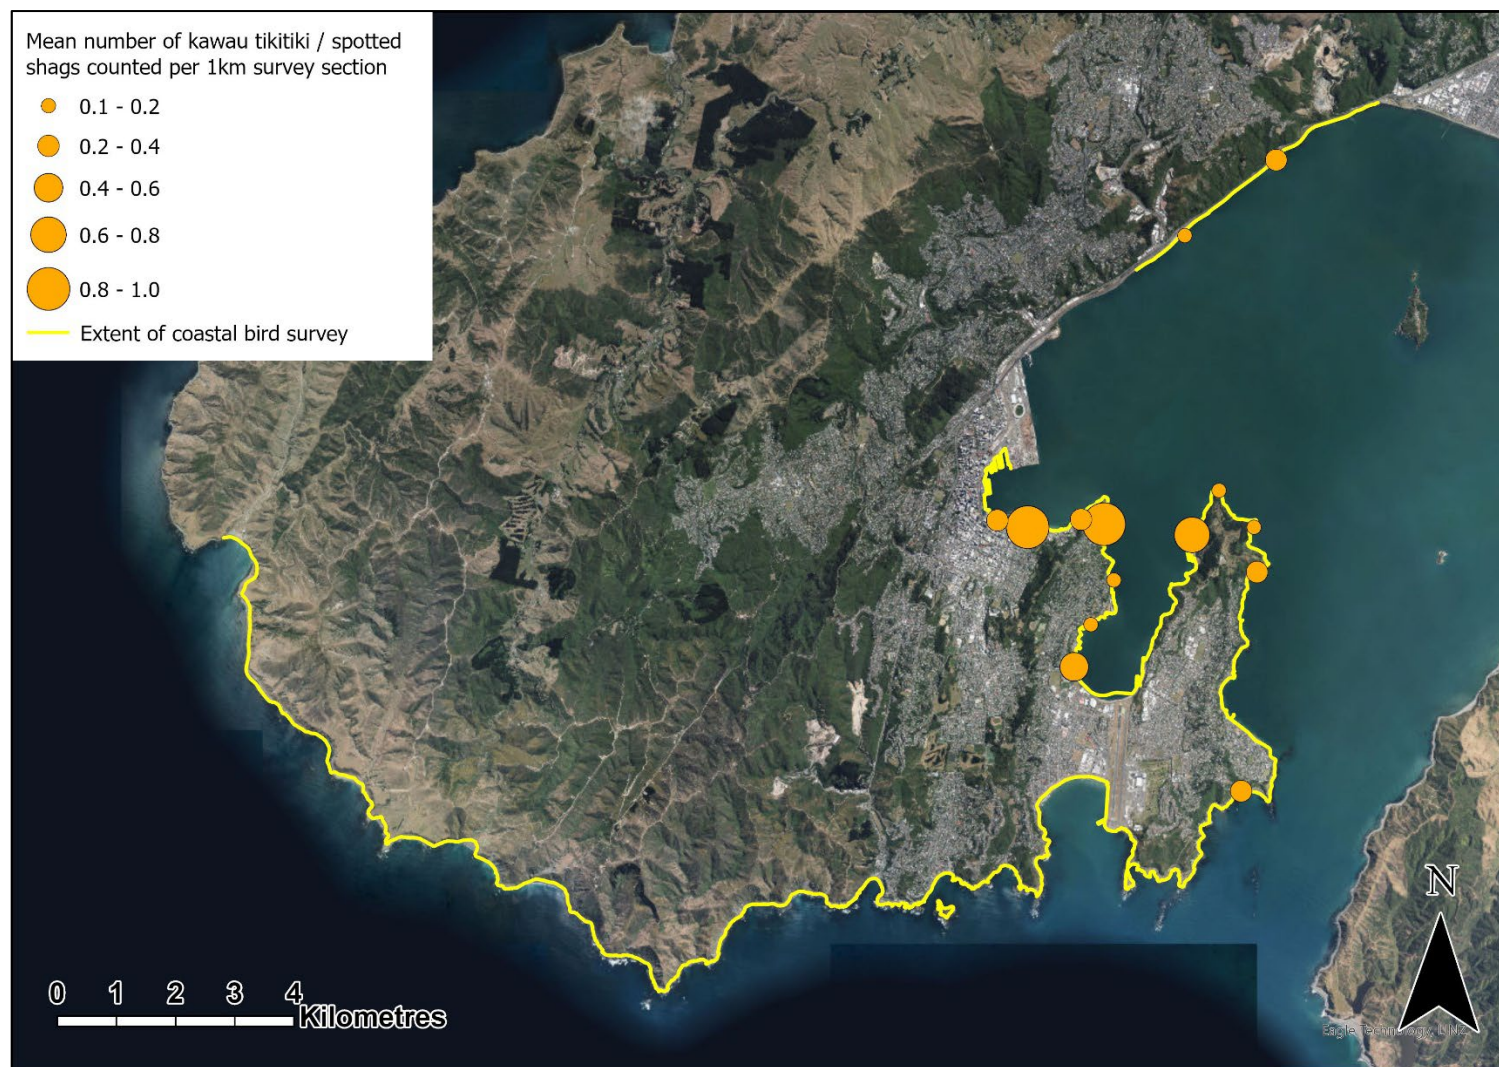 Mean number of kawau tikitiki / spotted
shags counted per 1km survey section
0.1 - 0.2
0.2 - 0.4
0.4 - 0.6
0.6 - 0.8
0.8 - 1.0
Extent of coastal bird survey
N
0 1 2 3 4
Kilometres
Eagle Technology, LINZ